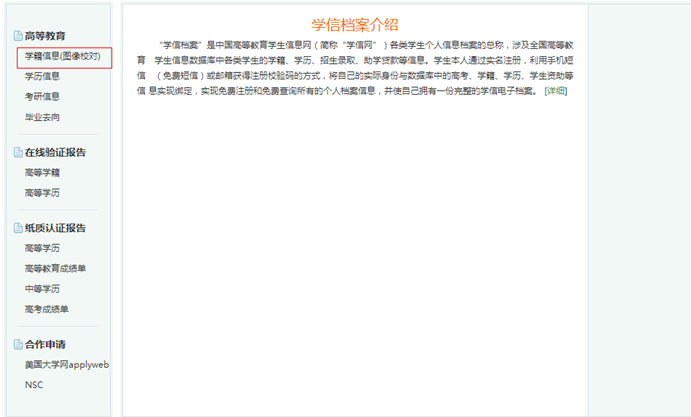 高等教育
学籍信息(图像校对)
学历信息
考研信息
毕业去向
在线验证报告
高等学籍
高等学历
纸质认证报告
高等学历
高等教育成绩单
中等学历
高考成绩单
合作申请
美国大学网applyweb
NSC
学信档案介绍
“学信档案”是中国高等教育学生信息网（简称“学信网”）各类学生个人信息档案的总称，涉及全国高等教
育 学生信息数据库中各类学生的学籍、学历、招生录取、助学贷款等信息。学生本人通过实名注册，利用手机短
信 （免费短信）或邮箱获得注册校验码的方式，将自己的实际身份与数据库中的高考、学籍、学历、学生资助等
信 息实现绑定，实现免费注册和免费查询所有的个人档案信息，并使自己拥有一份完整的学信电子档案。 [详细]